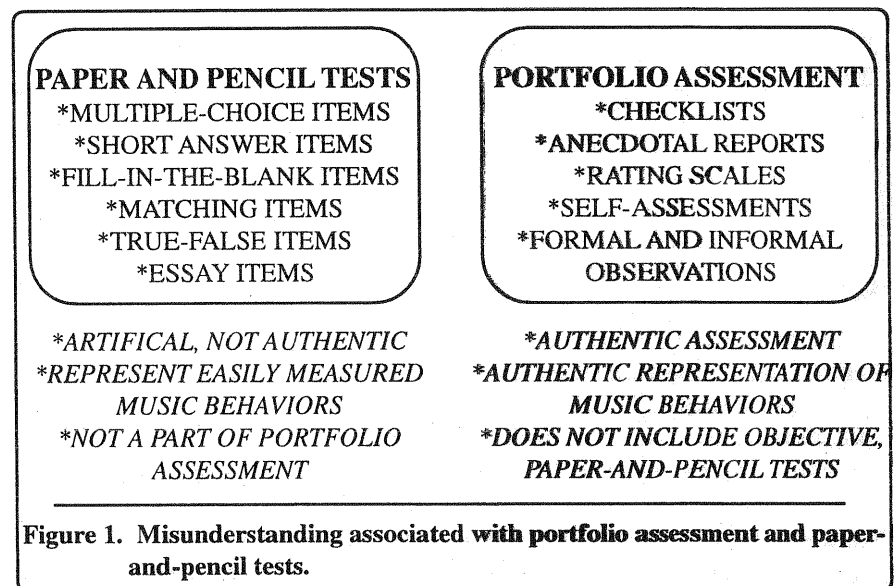 PAPER AND PENCIL TESTS
*MULTIPLE-CHOICE ITEMS
*SHORT ANSWER ITEMS
*FILL-IN-THE-BLANK ITEMS
*MATCHING ITEMS
*TRUE-FALSE ITEMS
*ESSAY ITEMS
*ARTIFICAL, NOT AUTHENTIC
*REPRESENT EASILY MEASURED
MUSIC BEHAVIORS
*NOT A PART OF PORTFOLIO
ASSESSMENT
PORTFOLIO ASSESSMENT
*CHECKLISTS
*ANECDOTAL REPORTS
*RATING SCALES
*SELF-ASSESSMENTS
*FORMAL AND INFORMAL
OBSERVATIONS
*AUTHENTIC ASSESSMENT
*AUTHENTIC REPRESENTATION OF
MUSIC BEHAVIORS
*DOES NOT INCLUDE OBJECTIVE,
PAPER-AND-PENCIL TESTS
Figure 1. Misunderstanding associated with portfolio assessment and paper-
and-pencil tests.